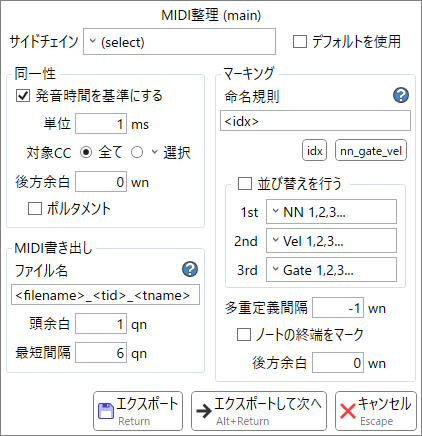 MIDI整理 (main)
サイドチェイン (select) デフォルトを使用
同一性
発音時間を基準にする
単位 1 ms
対象CC 全て 選択
後方余白 0 wn
ポルタメント
MIDI書き出し
ファイル名
<filename>_<tid>_<tname>
頭余白 1 qn
最短間隔 6 qn
マーキング
命名規則
<idx>
idx nn_gate_vel
並び替えを行う
1st NN 1,2,3...
2nd Vel 1,2,3...
3rd Gate 1,2,3...
多重定義間隔 -1 wn
ノートの終端をマーク
後方余白 0 wn
エクスポート
Return
エクスポートして次へ
Alt+Return
キャンセル
Escape